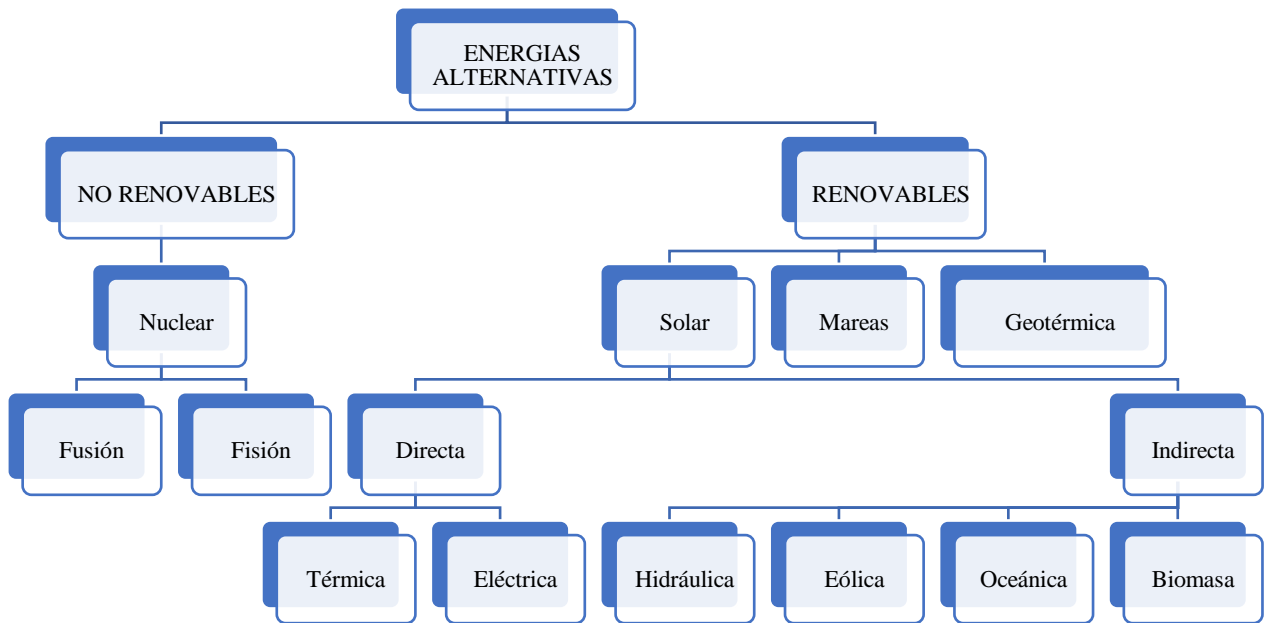 ENERGIAS
ALTERNATIVAS
NO RENOVABLES
RENOVABLES
Nuclear
Solar
Mareas
Geotérmica
Fusión
Fisión
Directa
Indirecta
Térmica
Eléctrica
Hidráulica
Eólica
Oceánica
Biomasa